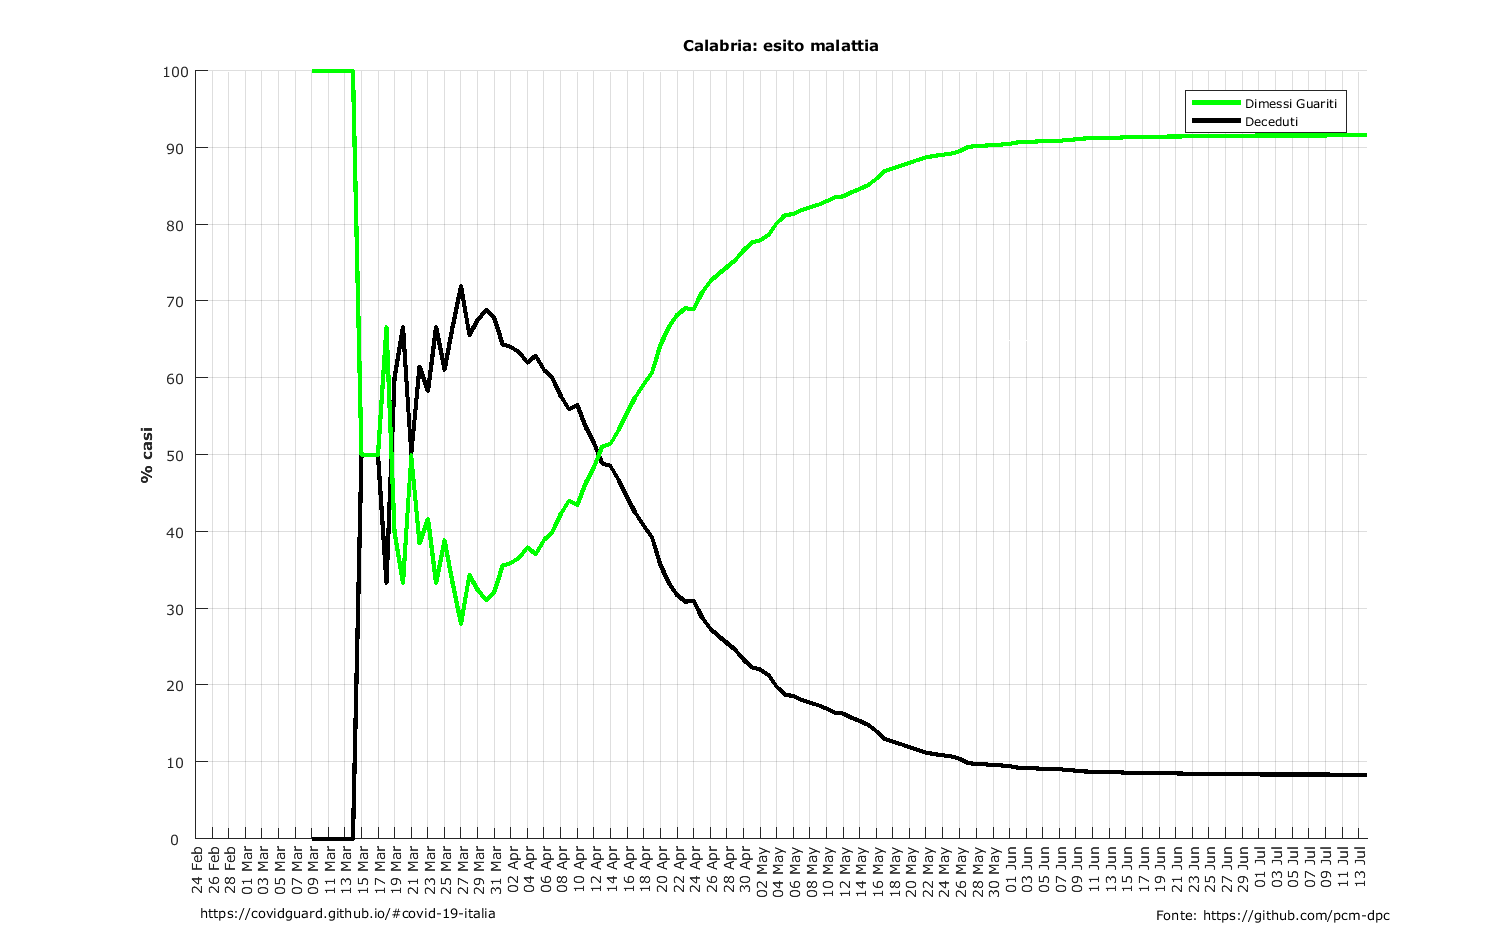 Calabria: esito malattia
100
90
80
70
60
50
40
30
20
10
0
% casi
Dimessi Guariti
Deceduti
24 Feb
26 Feb
28 Feb
01 Mar
03 Mar
05 Mar
07 Mar
09 Mar
11 Mar
13 Mar
15 Mar
17 Mar
19 Mar
21 Mar
23 Mar
25 Mar
27 Mar
29 Mar
31 Mar
02 Apr
04 Apr
06 Apr
08 Apr
10 Apr
12 Apr
14 Apr
16 Apr
18 Apr
20 Apr
22 Apr
24 Apr
26 Apr
28 Apr
30 Apr
02 May
04 May
06 May
08 May
10 May
12 May
14 May
16 May
18 May
20 May
22 May
24 May
26 May
28 May
30 May
01 Jun
03 Jun
05 Jun
07 Jun
09 Jun
11 Jun
13 Jun
15 Jun
17 Jun
19 Jun
21 Jun
23 Jun
25 Jun
27 Jun
29 Jun
01 Jul
03 Jul
05 Jul
07 Jul
09 Jul
11 Jul
13 Jul
https://covidguard.github.io/#covid-19-italia
Fonte: https://github.com/pcm-dpc